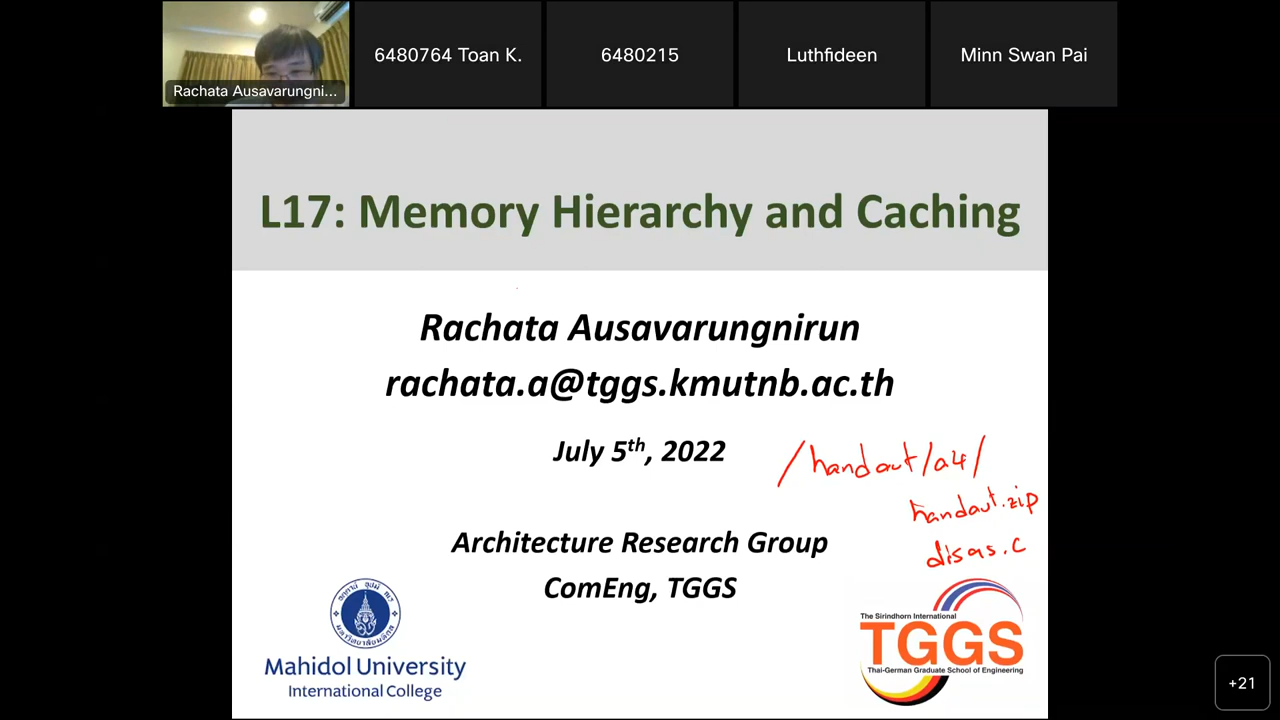 Rachata Ausavarungni...
6480764 Toan K.
6480215
Luthfideen
Minn Swan Pai
L17: Memory Hierarchy and Caching
Rachata Ausavarungnirun
rachata.a@tggs.kmutnb.ac.th
July 5th, 2022
/handout/a4/
handout.zip
disas.c
Architecture Research Group
ComEng, TGGS
Mahidol University
International College
The Sirindhorn International
TGGS
Thai-German Graduate School of Engineering
+21